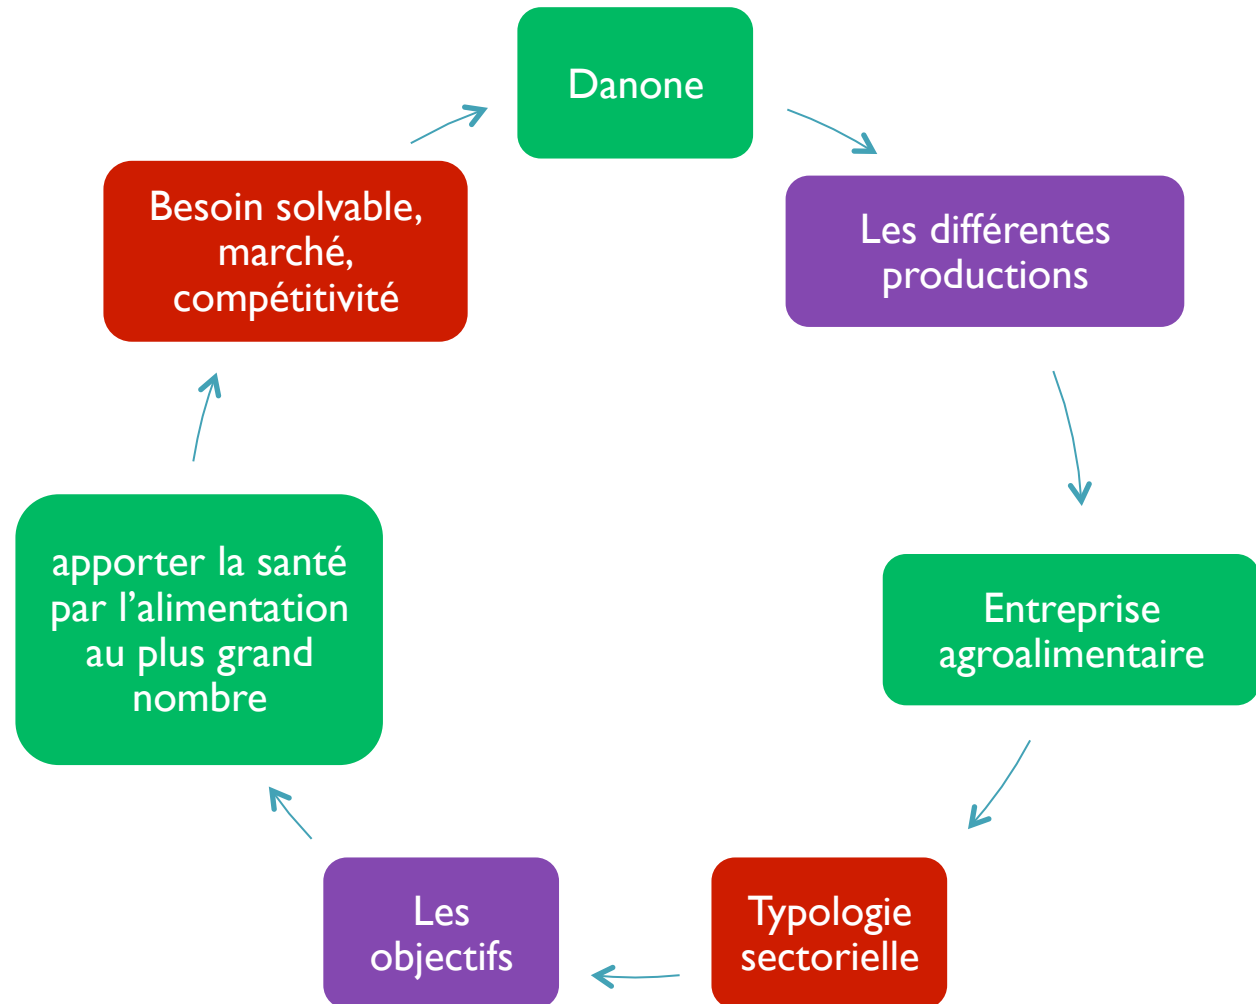 Danone
Les différentes
productions
Entreprise
agroalimentaire
Typologie
sectorielle
Les
objectifs
apporter la santé
par l’alimentation
au plus grand
nombre
Besoin solvable,
marché,
compétitivité